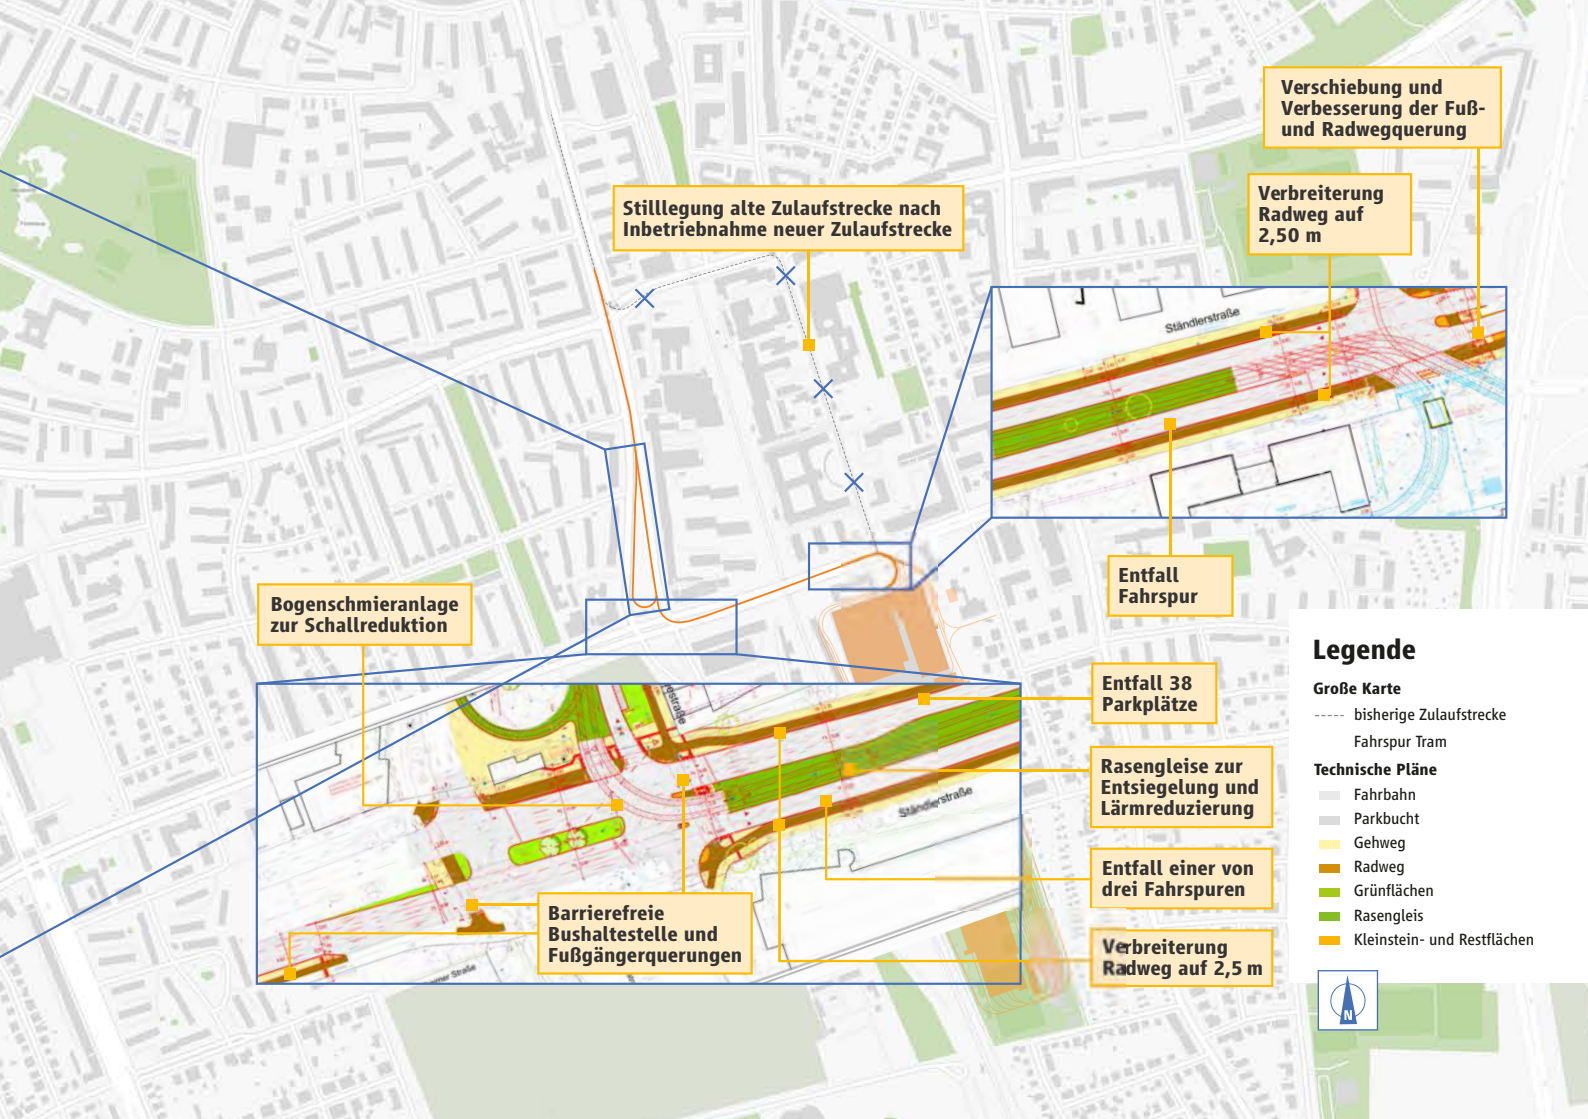 Verschiebung und
Verbesserung der Fuß-
und Radwegquerung
Verbreiterung
Radweg auf
2,50 m
Stilllegung alte Zulaufstrecke nach
Inbetriebnahme neuer Zulaufstrecke
Ständlerstraße
Entfall
Fahrspur
Bogenschmieranlage
zur Schallreduktion
Entfall 38
Parkplätze
Rasengleise zur
Entsiegelung und
Lärmreduzierung
Ständlerstraße
Entfall einer von
drei Fahrspuren
Barrierefreie
Bushaltestelle und
Fußgängerquerungen
Verbreiterung
Radweg auf 2,5 m
Legende
Große Karte
bisherige Zulaufstrecke
Fahrspur Tram
Technische Pläne
Fahrbahn
Parkbucht
Gehweg
Radweg
Grünflächen
Rasengleis
Kleinstein- und Restflächen
N